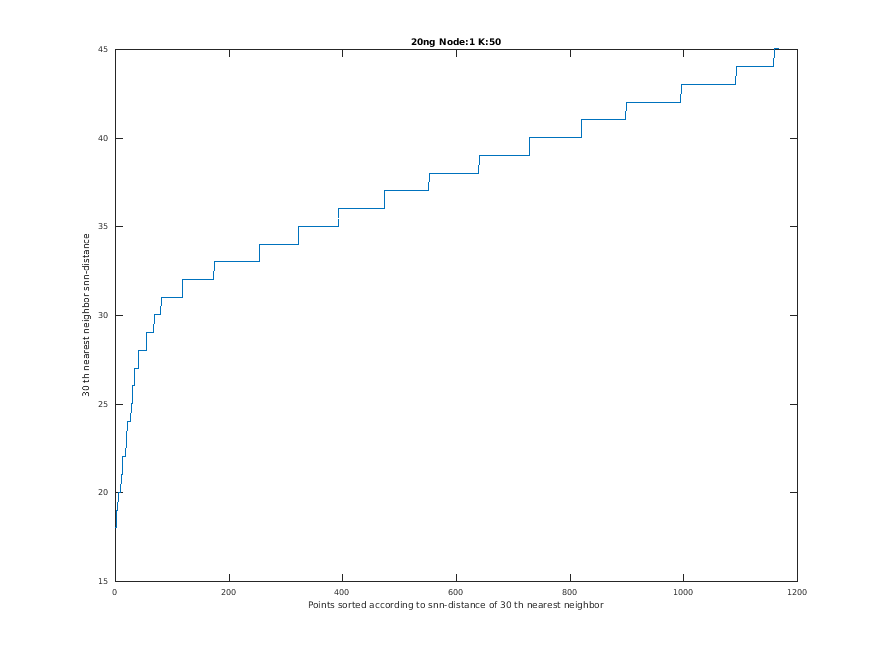 20ng Node:1 K:50
45
40
35
30
25
20
15
30 th nearest neighbor snn-distance
0 200 400 600 800 1000 1200
Points sorted according to snn-distance of 30 th nearest neighbor